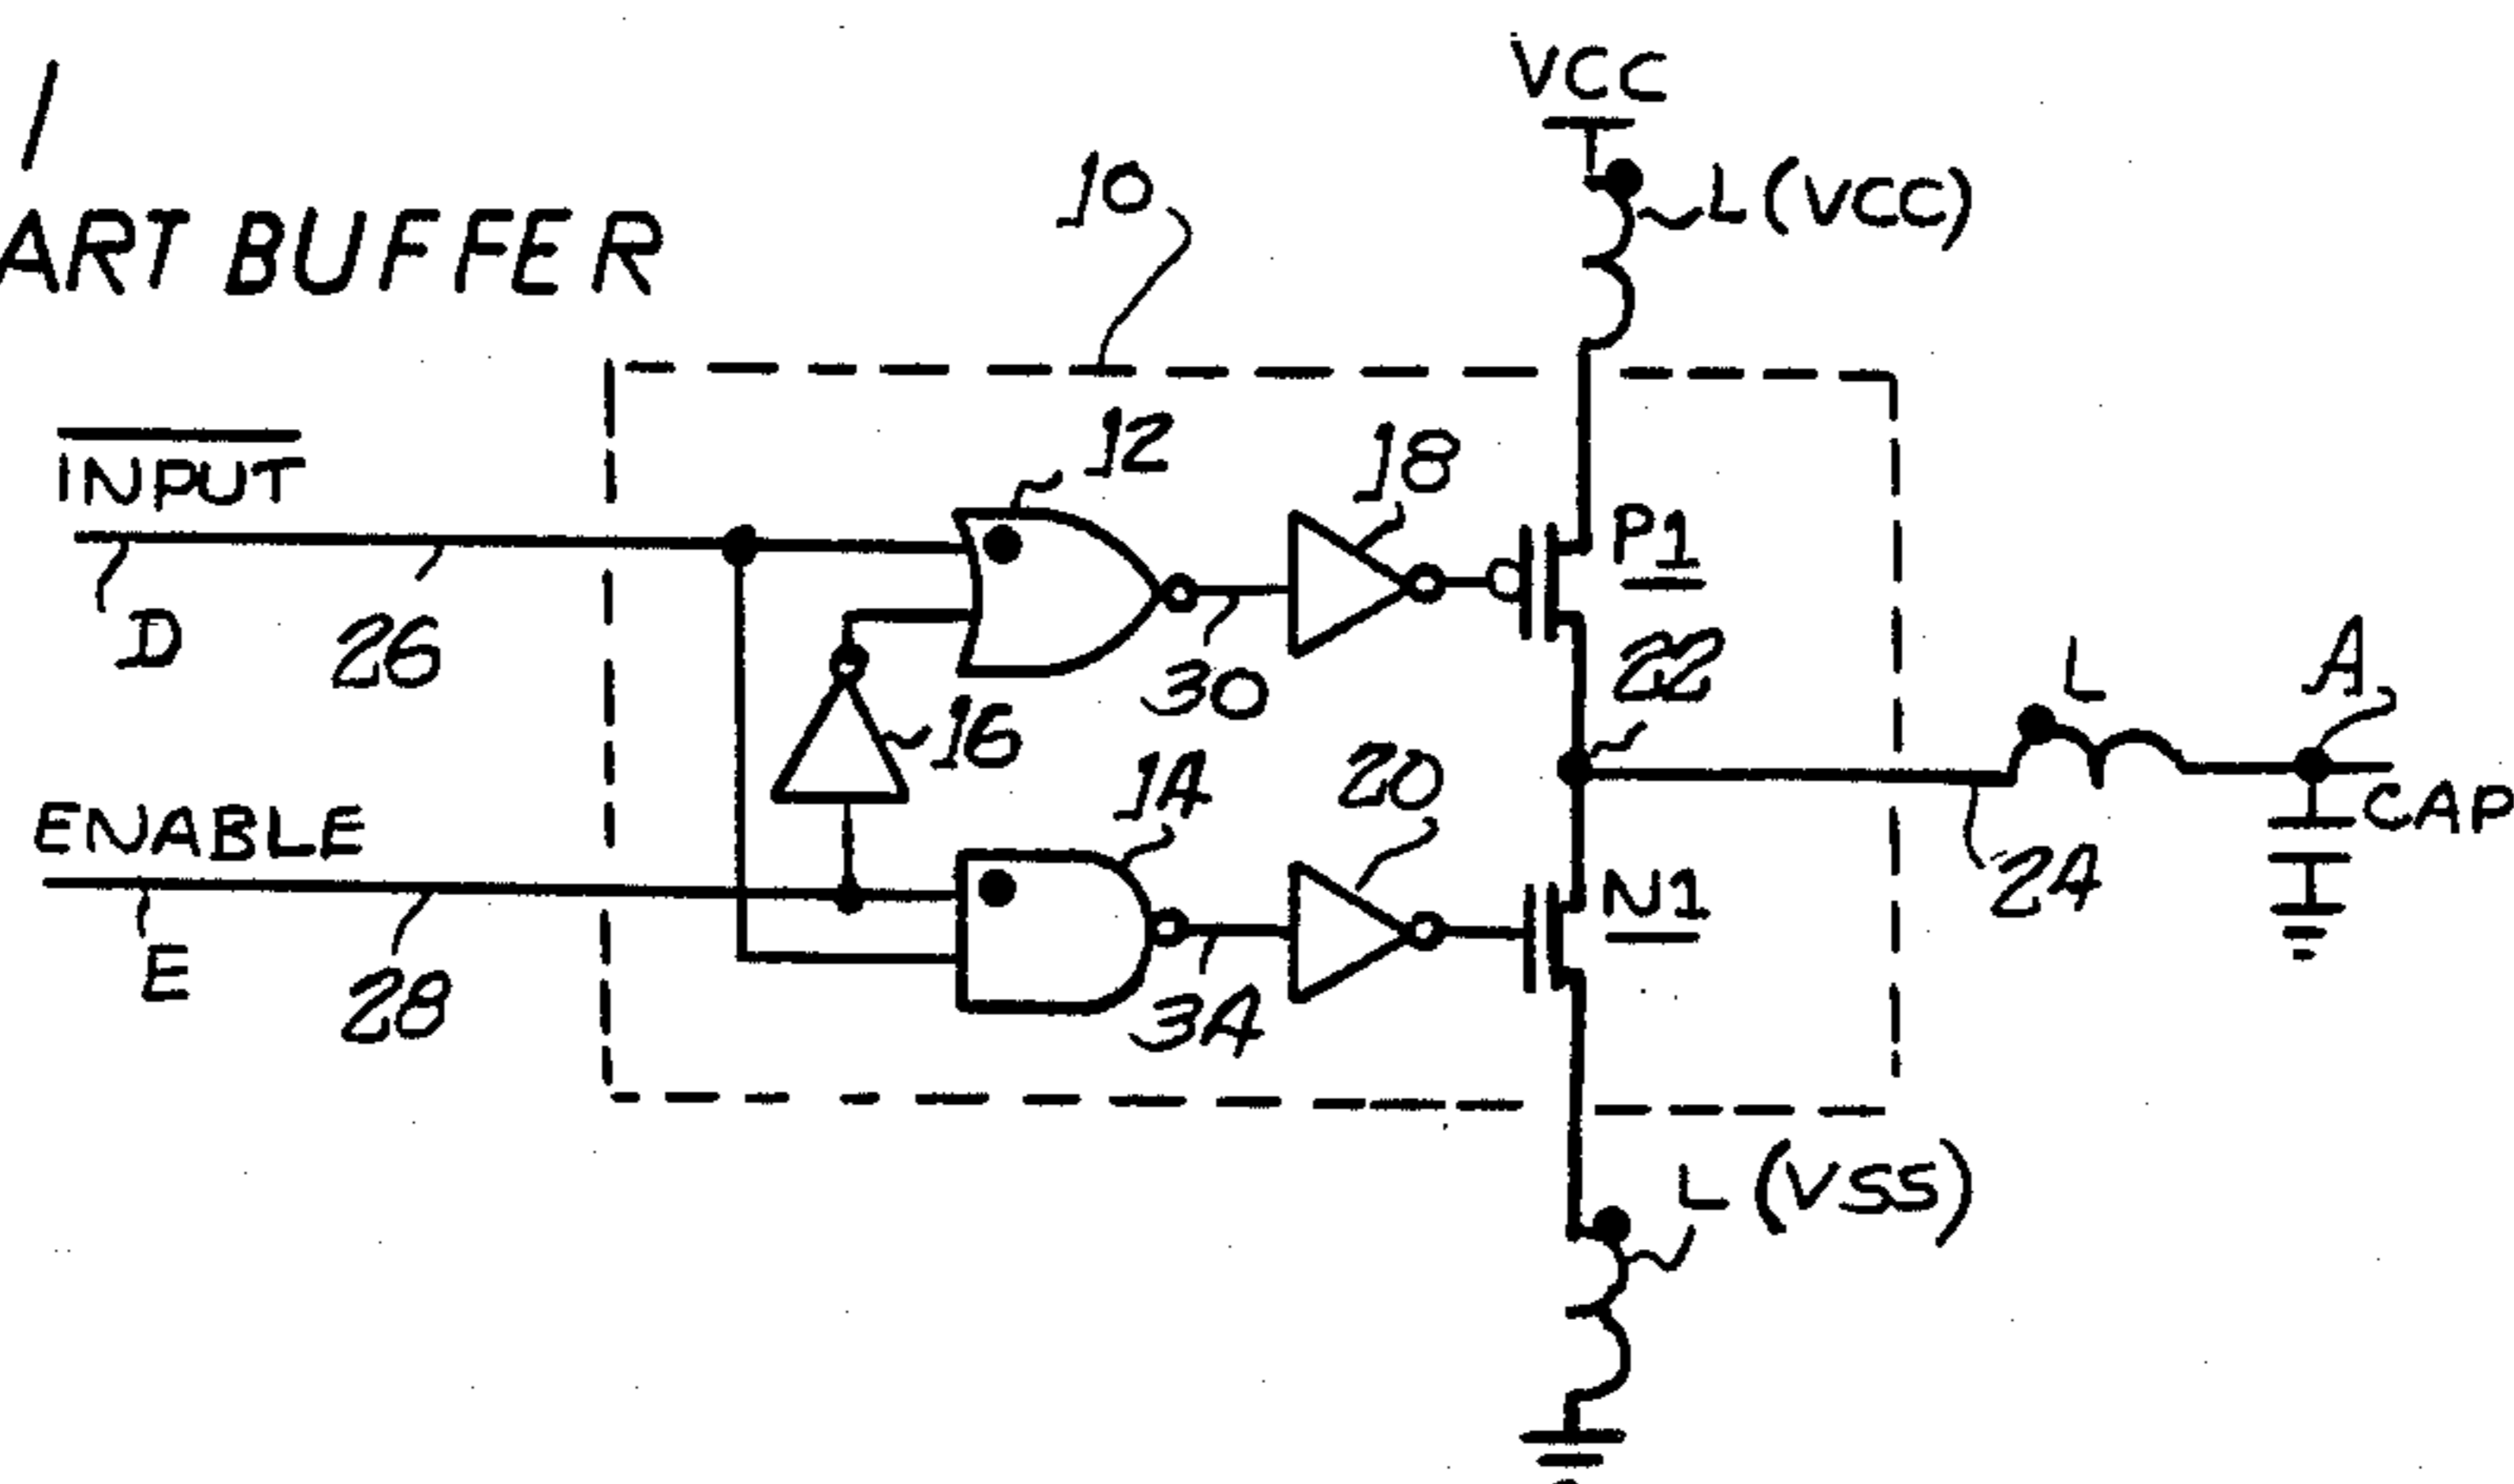 1
ART BUFFER
VCC
L(VCC)
10
INPUT
D
26
12
18
P1
30
22
16
L
A
ENABLE
E
28
14
20
N1
34
24
CAP
L(VSS)